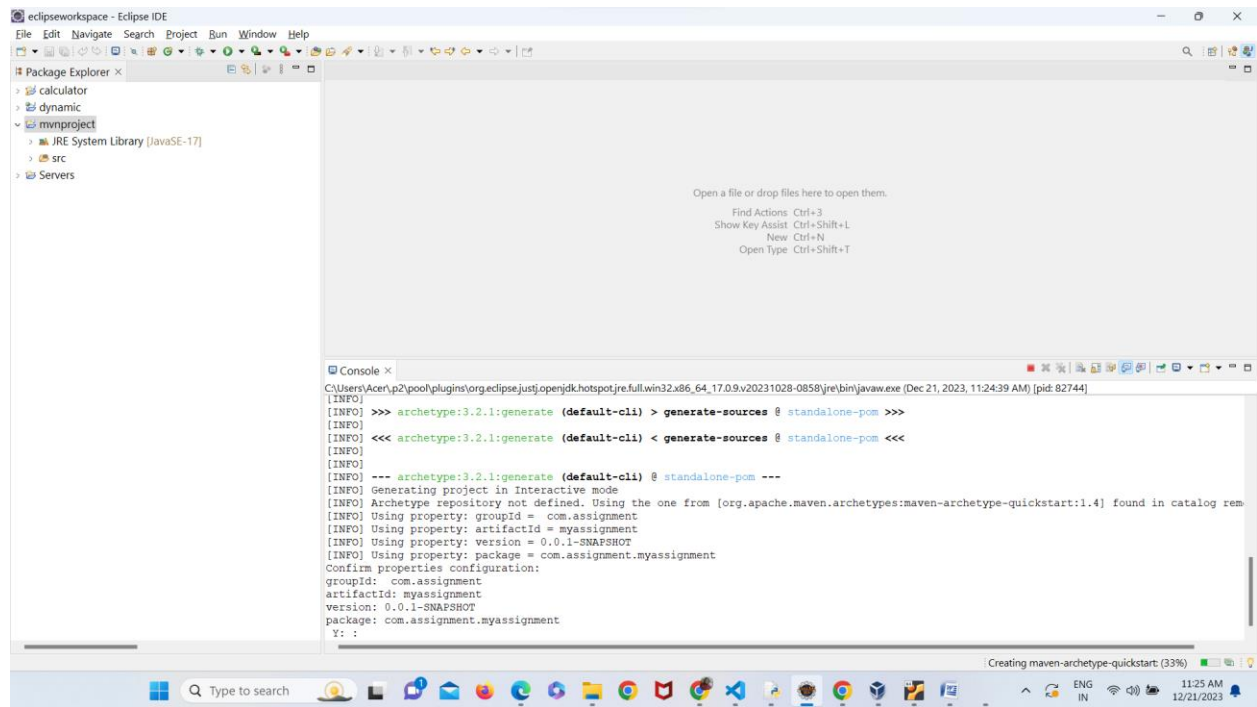 eclipseworkspace - Eclipse IDE
File Edit Navigate Search Project Run Window Help
Package Explorer
calculator
dynamic
mvnproject
JRE System Library [JavaSE-17]
src
Servers
Open a file or drop files here to open them.
Find Actions Ctrl+3
Show Key Assist Ctrl+Shift+L
New Ctrl+N
Open Type Ctrl+Shift+T
Console
C:\Users\Acer\.p2\pool\plugins\org.eclipse.justj.openjdk.hotspot.jre.full.win32.x86_64_17.0.9.v20231028-0858\jre\bin\javaw.exe (Dec 21, 2023, 11:24:39 AM) [pid: 82744]
[INFO]
[INFO] >>> archetype:3.2.1:generate (default-cli) > generate-sources @ standalone-pom >>>
[INFO]
[INFO] <<< archetype:3.2.1:generate (default-cli) < generate-sources @ standalone-pom <<<
[INFO]
[INFO]
[INFO] --- archetype:3.2.1:generate (default-cli) @ standalone-pom ---
[INFO] Generating project in Interactive mode
[INFO] Archetype repository not defined. Using the one from [org.apache.maven.archetypes:maven-archetype-quickstart:1.4] found in catalog rem
[INFO] Using property: groupId =  com.assignment
[INFO] Using property: artifactId = myassignment
[INFO] Using property: version = 0.0.1-SNAPSHOT
[INFO] Using property: package = com.assignment.myassignment
Confirm properties configuration:
groupId:  com.assignment
artifactId: myassignment
version: 0.0.1-SNAPSHOT
package: com.assignment.myassignment
Y: :
Creating maven-archetype-quickstart: (33%)
Type to search
ENG
IN
11:25 AM
12/21/2023